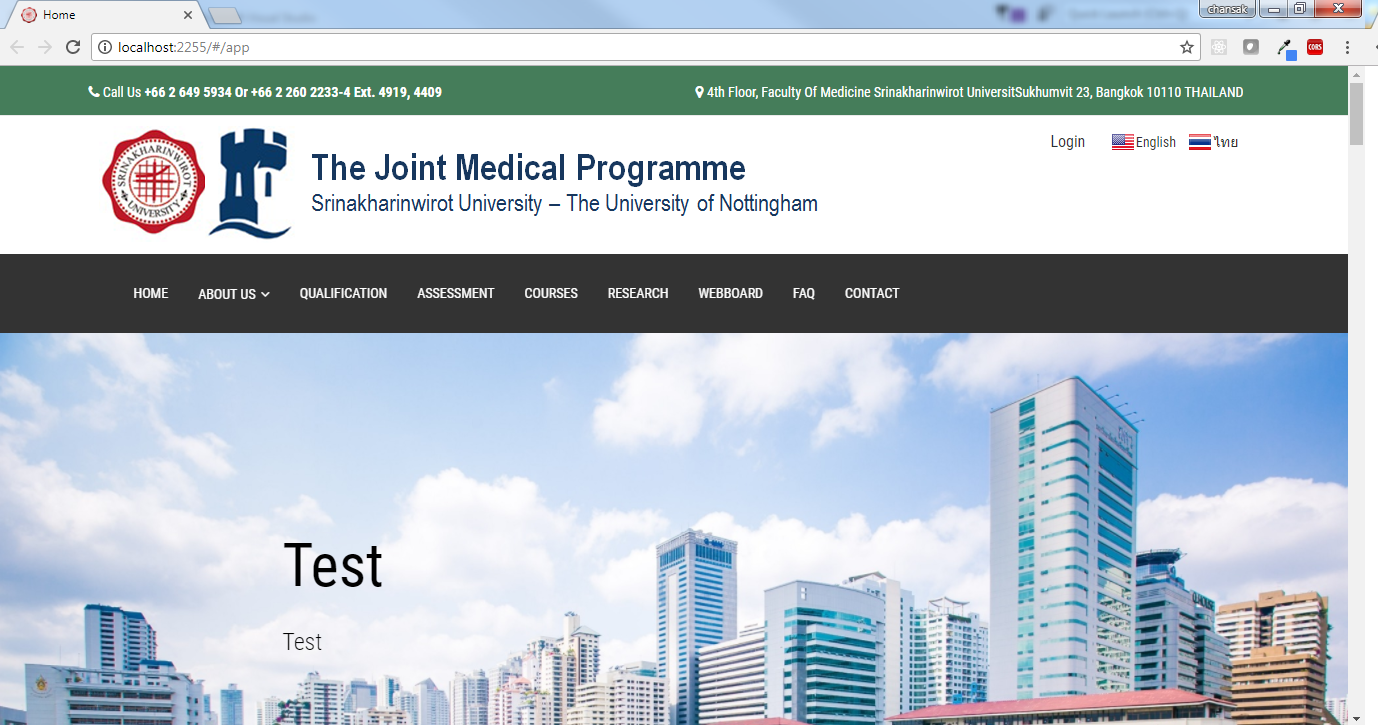 Home
chansak
localhost:2255/#/app
CORS
Call Us +66 2 649 5934 Or +66 2 260 2233-4 Ext. 4919, 4409
4th Floor, Faculty Of Medicine Srinakharinwirot UniversitSukhumvit 23, Bangkok 10110 THAILAND
Login English ไทย
SRINAKHARINWIROT UNIVERSITY
The Joint Medical Programme
Srinakharinwirot University – The University of Nottingham
HOME ABOUT US QUALIFICATION ASSESSMENT COURSES RESEARCH WEBBOARD FAQ CONTACT
Test
Test